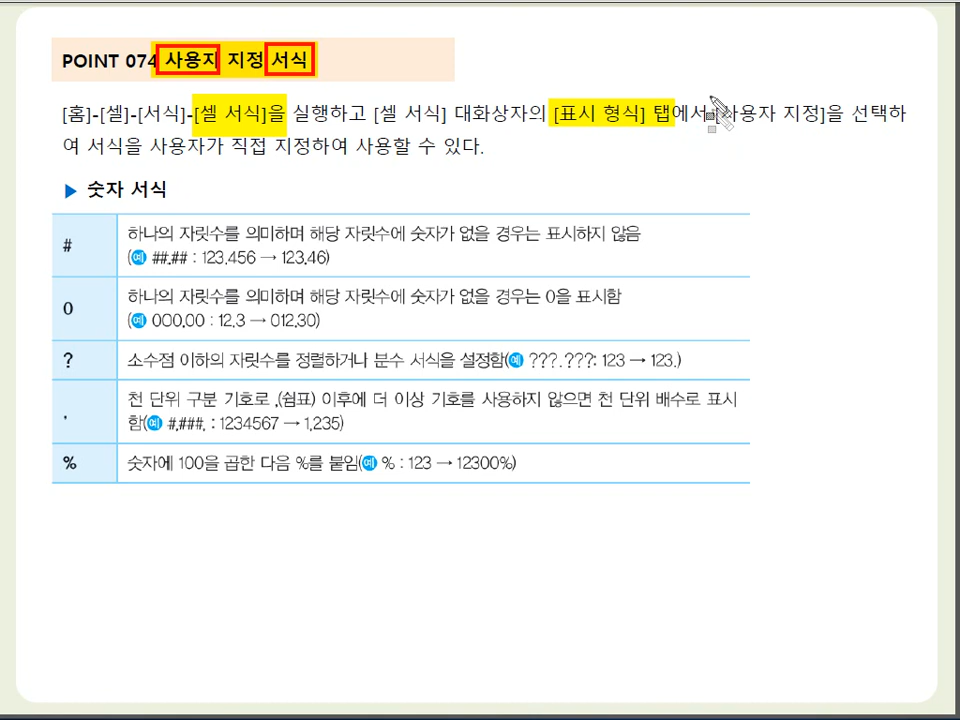 POINT 074 사용자 지정 서식
[홈]-[셀]-[서식]-[셀 서식]을 실행하고 [셀 서식] 대화상자의 [표시 형식] 탭에서 [사용자 지정]을 선택하
여 서식을 사용자가 직접 지정하여 사용할 수 있다.
▶ 숫자 서식
# 하나의 자릿수를 의미하며 해당 자릿수에 숫자가 없을 경우는 표시하지 않음
(예 ##.## : 123.456 → 123.46)
0 하나의 자릿수를 의미하며 해당 자릿수에 숫자가 없을 경우는 0을 표시함
(예 000.00 : 12.3 → 012.30)
? 소수점 이하의 자릿수를 정렬하거나 분수 서식을 설정함(예 ???.???: 123 → 123.)
, 천 단위 구분 기호로 ,(쉼표) 이후에 더 이상 기호를 사용하지 않으면 천 단위 배수로 표시
함(예 #,###, : 1234567 → 1,235)
% 숫자에 100을 곱한 다음 %를 붙임(예 % : 123 → 12300%)